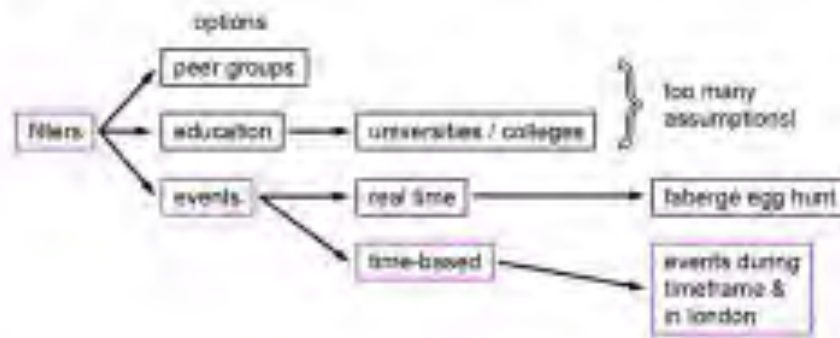 options
peer groups
filters
education
universities / colleges
too many
assumptions!
events
real time
fabergé egg hunt
time-based
events during
timeframe &
in london